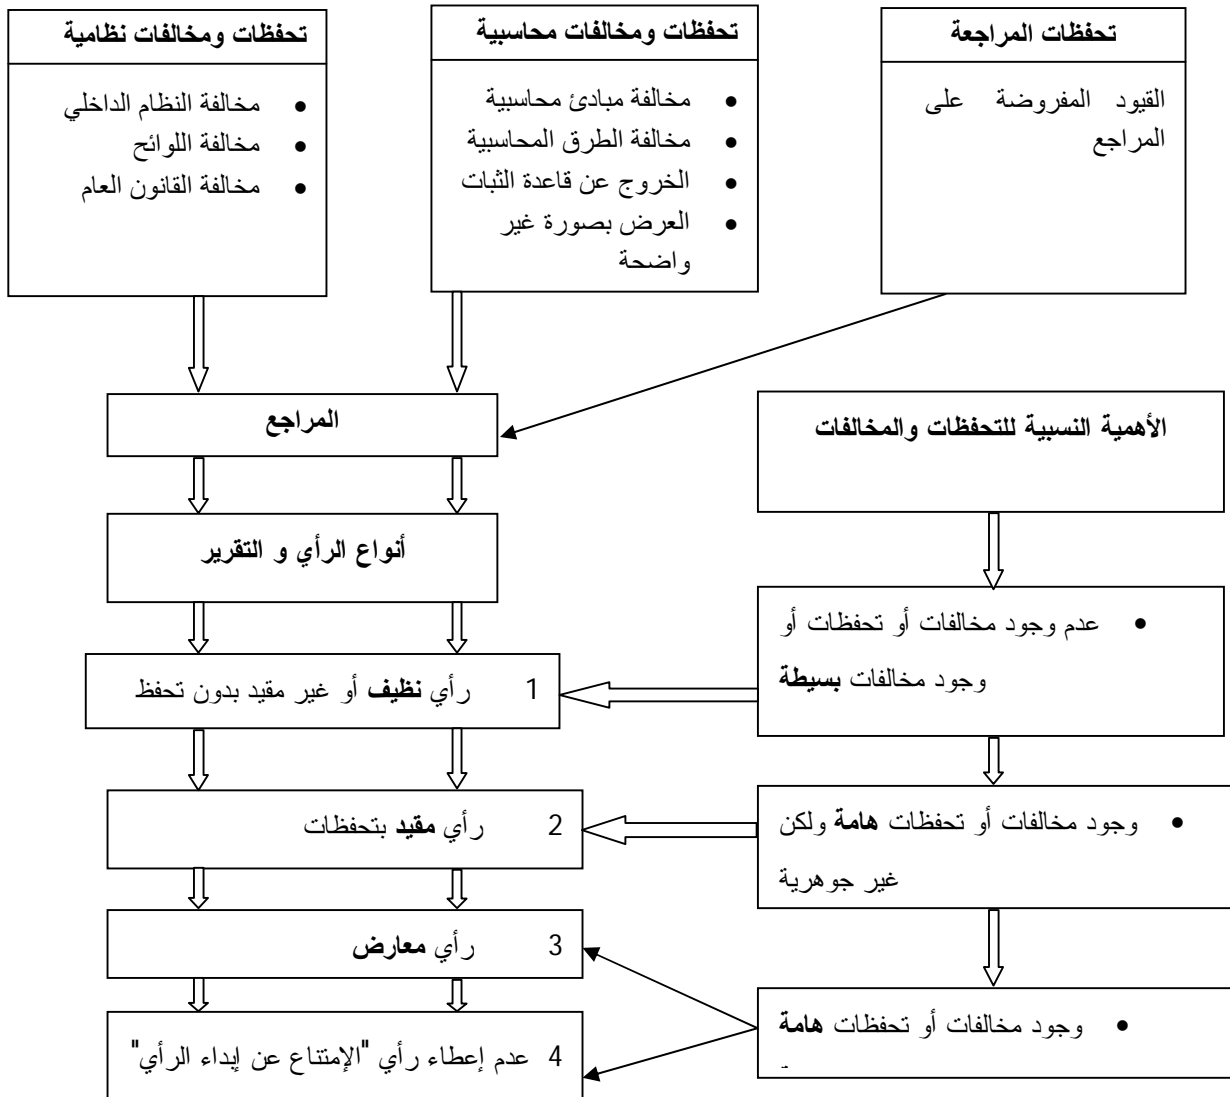 تحفظات المراجعة
القيود المفروضة على
المراجع
تحفظات ومخالفات محاسبية
• مخالفة مبادئ محاسبية
• مخالفة الطرق المحاسبية
• الخروج عن قاعدة الثبات
• العرض بصورة غير
واضحة
تحفظات ومخالفات نظامية
• مخالفة النظام الداخلي
• مخالفة اللوائح
• مخالفة القانون العام
المراجع
أنواع الرأي و التقرير
1 رأي نظيف أو غير مقيد بدون تحفظ
2 رأي مقيد بتحفظات
3 رأي معارض
4 عدم إعطاء رأي "الإمتناع عن إبداء الرأي"
الأهمية النسبية للتحفظات والمخالفات
• عدم وجود مخالفات أو تحفظات أو
وجود مخالفات بسيطة
• وجود مخالفات أو تحفظات هامة ولكن
غير جوهرية
• وجود مخالفات أو تحفظات هامة